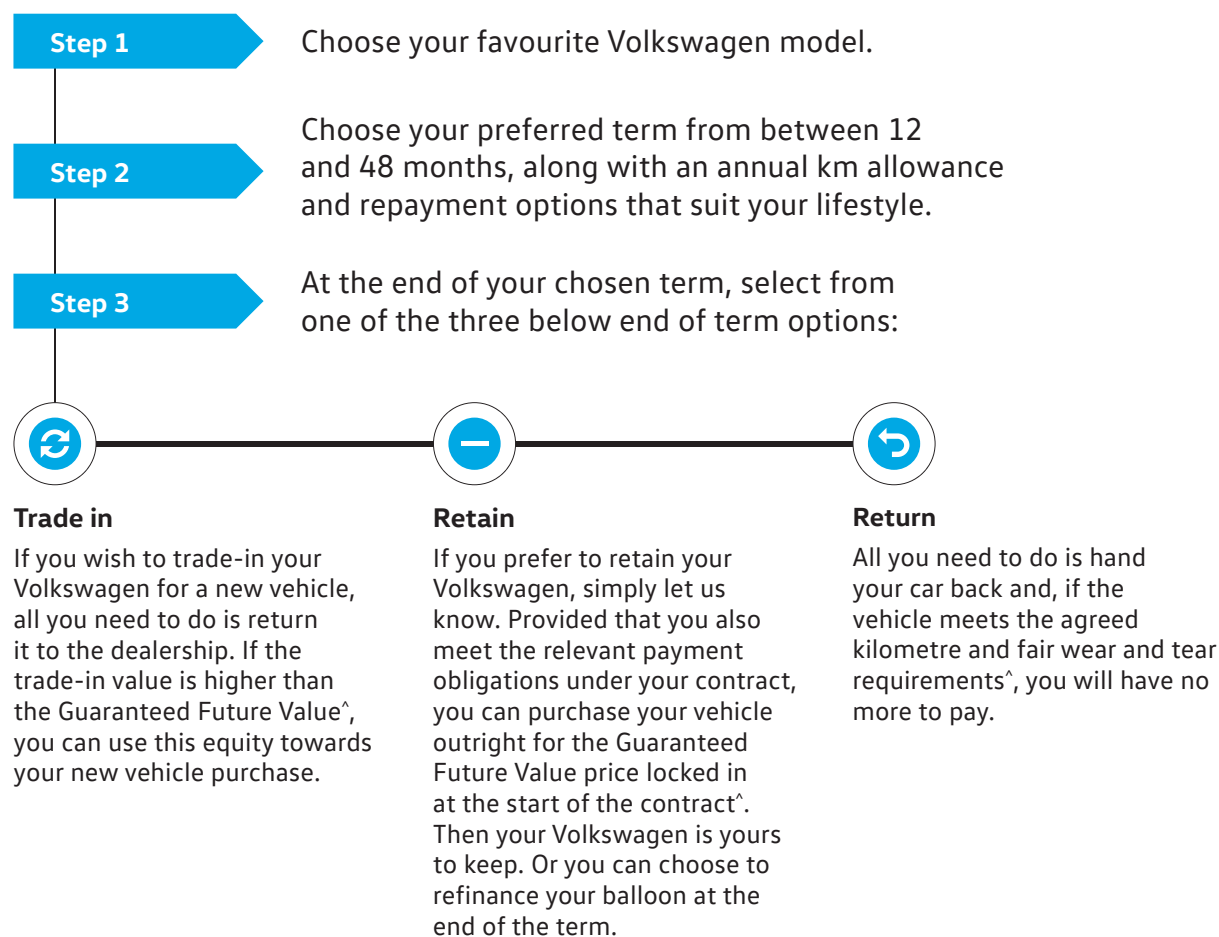 Step 1
Choose your favourite Volkswagen model.
Step 2
Choose your preferred term from between 12
and 48 months, along with an annual km allowance
and repayment options that suit your lifestyle.
Step 3
At the end of your chosen term, select from
one of the three below end of term options:
Trade in
If you wish to trade-in your
Volkswagen for a new vehicle,
all you need to do is return
it to the dealership. If the
trade-in value is higher than
the Guaranteed Future Value^,
you can use this equity towards
your new vehicle purchase.
Retain
If you prefer to retain your
Volkswagen, simply let us
know. Provided that you also
meet the relevant payment
obligations under your contract,
you can purchase your vehicle
outright for the Guaranteed
Future Value price locked in
at the start of the contract^.
Then your Volkswagen is yours
to keep. Or you can choose to
refinance your balloon at the
end of the term.
Return
All you need to do is hand
your car back and, if the
vehicle meets the agreed
kilometre and fair wear and tear
requirements^, you will have no
more to pay.